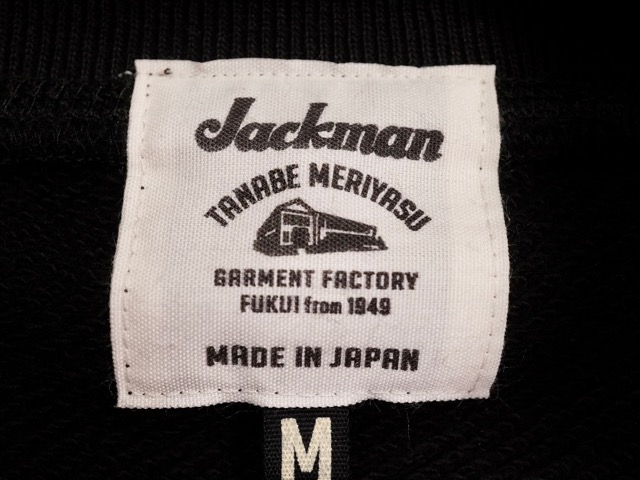 Jackman
TANABE MERIYASU
GARMENT FACTORY
FUKUI from 1949
MADE IN JAPAN
M